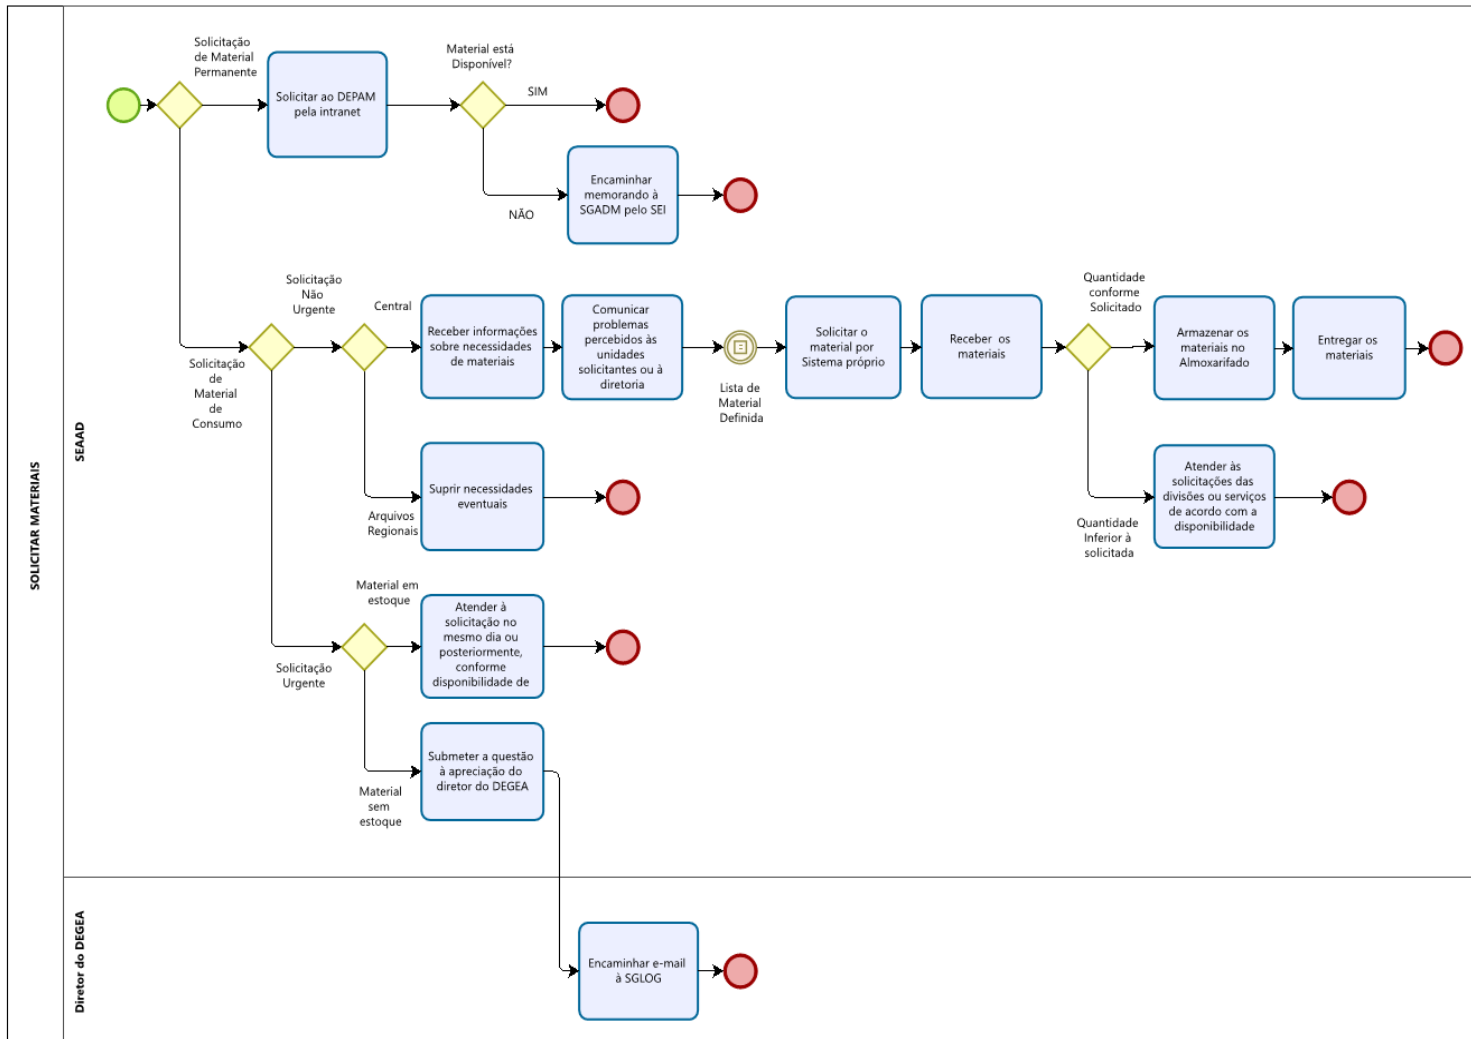 SOLICITAR MATERIAIS
SEAAD
Solicitação
de Material
Permanente
Solicitar ao DEPAM
pela intranet
Material está
Disponível?
SIM
NÃO
Encaminhar
memorando à
SGADM pelo SEI
Solicitação
de
Material
de
Consumo
Solicitação
Não
Urgente
Central
Receber informações
sobre necessidades
de materiais
Comunicar
problemas
percebidos às
unidades
solicitantes ou à
diretoria
Lista de
Material
Definida
Solicitar o
material por
Sistema próprio
Receber os
materiais
Quantidade
conforme
Solicitado
Armazenar os
materiais no
Almoxarifado
Entregar os
materiais
Arquivos
Regionais
Suprir necessidades
eventuais
Quantidade
Inferior à
solicitada
Atender às
solicitações das
divisões ou serviços
de acordo com a
disponibilidade
Solicitação
Urgente
Material em
estoque
Atender à
solicitação no
mesmo dia ou
posteriormente,
conforme
disponibilidade de
Material
sem
estoque
Submeter a questão
à apreciação do
diretor do DEGEA
Diretor do DEGEA
Encaminhar e-mail
à SGLOG